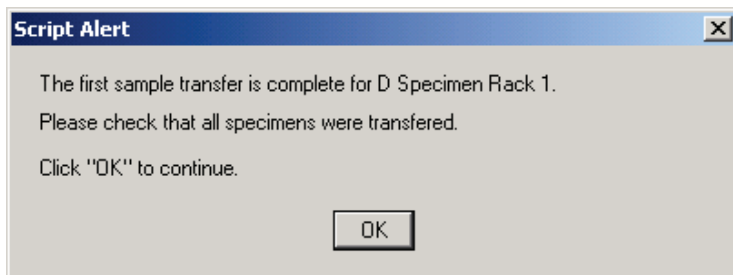 Script Alert
The first sample transfer is complete for D Specimen Rack 1.
Please check that all specimens were transfered.
Click "OK" to continue.
OK